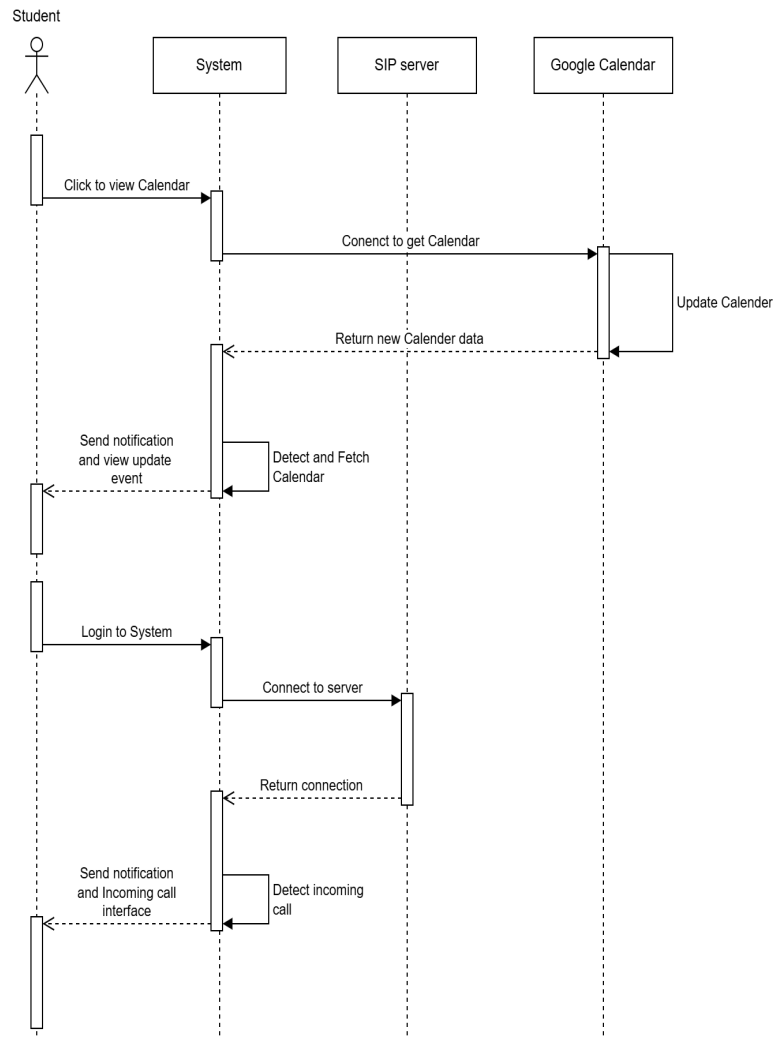 Student
System
SIP server
Google Calendar
Click to view Calendar
Conenct to get Calendar
Update Calender
Return new Calender data
Send notification
and view update
event
Detect and Fetch
Calendar
Login to System
Connect to server
Return connection
Send notification
and Incoming call
interface
Detect incoming
call